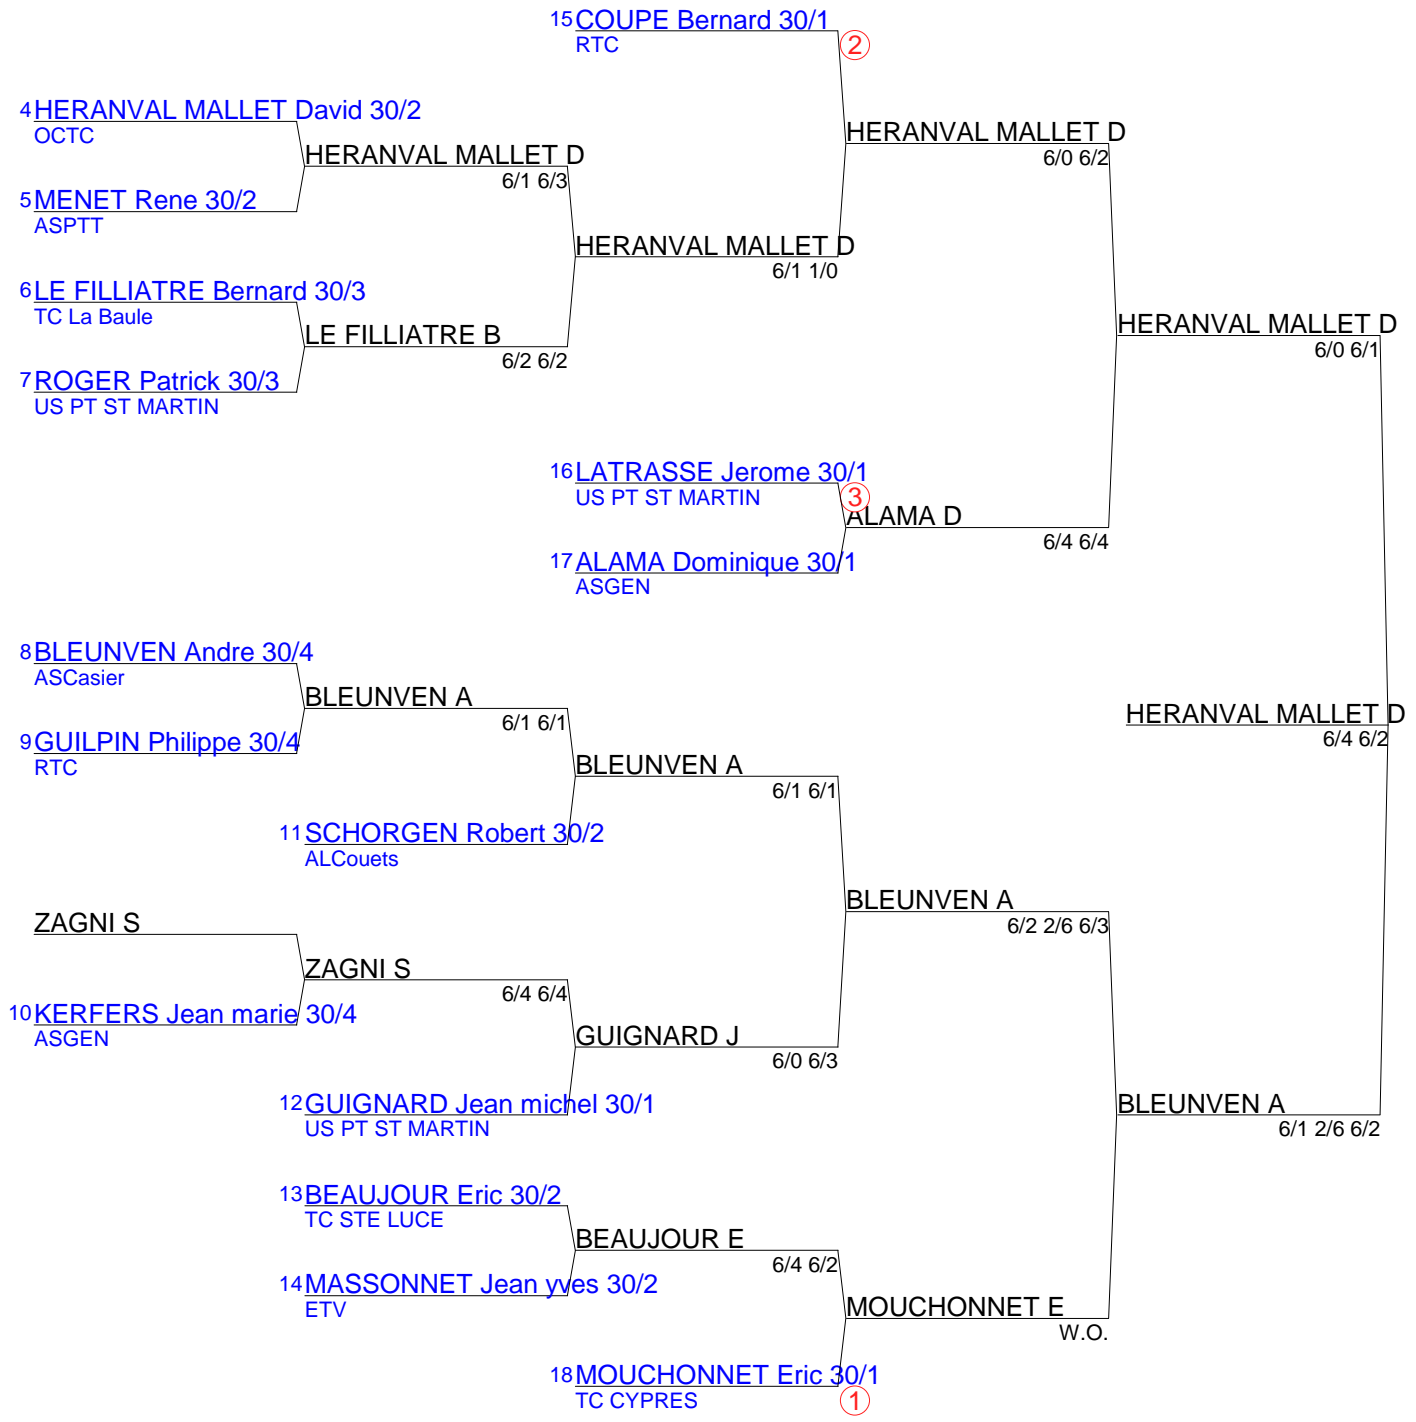 15 COUPE Bernard 30/1
RTC
2
4 HERANVAL MALLET David 30/2
OCTC
HERANVAL MALLET D
6/0 6/2
HERANVAL MALLET D
6/1 6/3
5 MENET Rene 30/2
ASPTT
HERANVAL MALLET D
6/1 1/0
6 LE FILLIATRE Bernard 30/3
TC La Baule
LE FILLIATRE B
6/2 6/2
HERANVAL MALLET D
6/0 6/1
7 ROGER Patrick 30/3
US PT ST MARTIN
16 LATRASSE Jerome 30/1
US PT ST MARTIN
3
ALAMA D
6/4 6/4
17 ALAMA Dominique 30/1
ASGEN
8 BLEUNVEN Andre 30/4
ASCasier
BLEUNVEN A
6/1 6/1
HERANVAL MALLET D
6/4 6/2
9 GUILPIN Philippe 30/4
RTC
BLEUNVEN A
6/1 6/1
11 SCHORGEN Robert 30/2
ALCouets
BLEUNVEN A
6/2 2/6 6/3
ZAGNI S
ZAGNI S
6/4 6/4
10 KERFERS Jean marie 30/4
ASGEN
GUIGNARD J
6/0 6/3
12 GUIGNARD Jean michel 30/1
US PT ST MARTIN
BLEUNVEN A
6/1 2/6 6/2
13 BEAUJOUR Eric 30/2
TC STE LUCE
BEAUJOUR E
6/4 6/2
14 MASSONNET Jean yves 30/2
ETV
MOUCHONNET E
W.O.
18 MOUCHONNET Eric 30/1
TC CYPRES
1